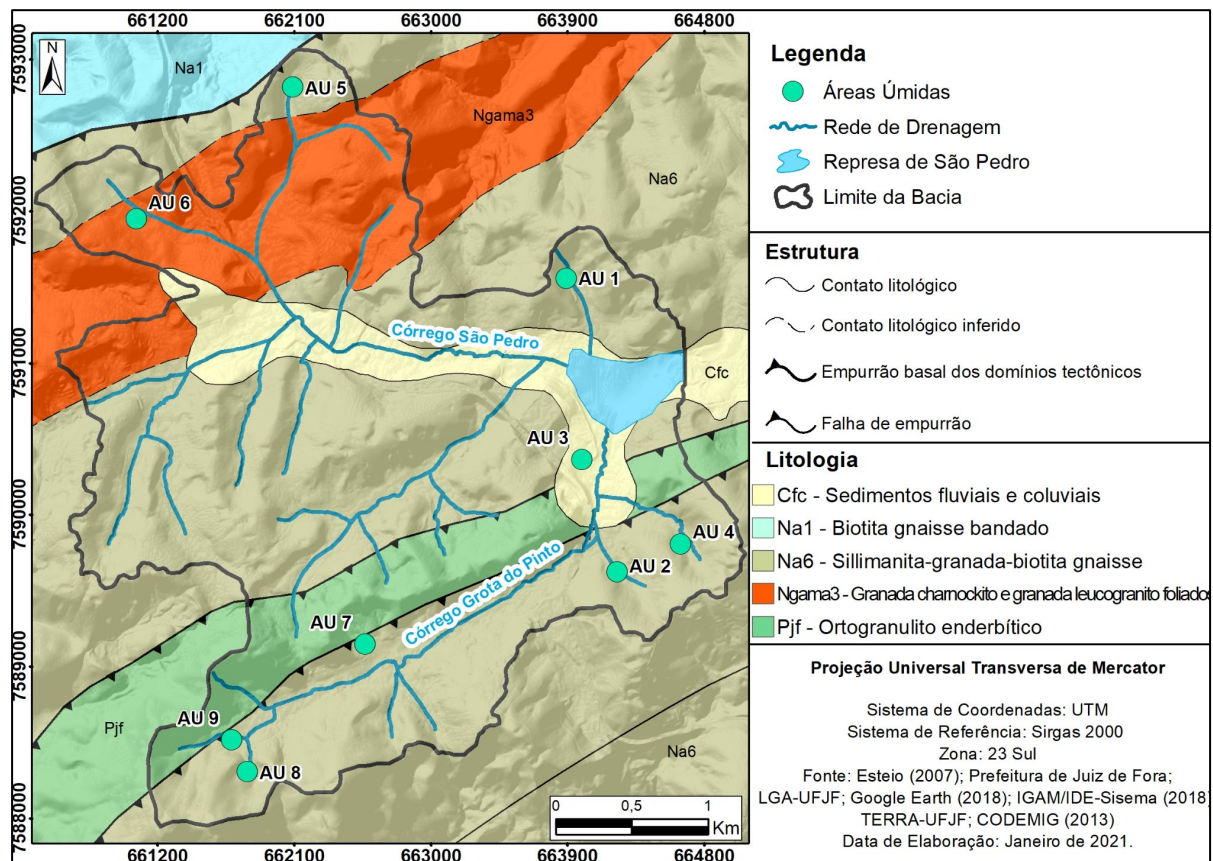 661200 662100 663000 663900 664800
7593000
7592000
7591000
7590000
7589000
7588000
N
Na1
AU 5
Ngama3
Na6
AU 6
AU 1
Córrego São Pedro
Cfc
AU 3
AU 4
AU 2
Córrego Grota do Pinto
AU 7
AU 9
Pjf
AU 8
Na6
0 0,5 1
Km
661200 662100 663000 663900 664800
Legenda
Áreas Úmidas
Rede de Drenagem
Represa de São Pedro
Limite da Bacia
Estrutura
Contato litológico
Contato litológico inferido
Empurrão basal dos domínios tectônicos
Falha de empurrão
Litologia
Cfc - Sedimentos fluviais e coluviais
Na1 - Biotita gnaisse bandado
Na6 - Sillimanita-granada-biotita gnaisse
Ngama3 - Granada charnockito e granada leucogranito foliados
Pjf - Ortogranulito enderbítico
Projeção Universal Transversa de Mercator
Sistema de Coordenadas: UTM
Sistema de Referência: Sirgas 2000
Zona: 23 Sul
Fonte: Esteio (2007); Prefeitura de Juiz de Fora;
LGA-UFJF; Google Earth (2018); IGAM/IDE-Sisema (2018)
TERRA-UFJF; CODEMIG (2013)
Data de Elaboração: Janeiro de 2021.